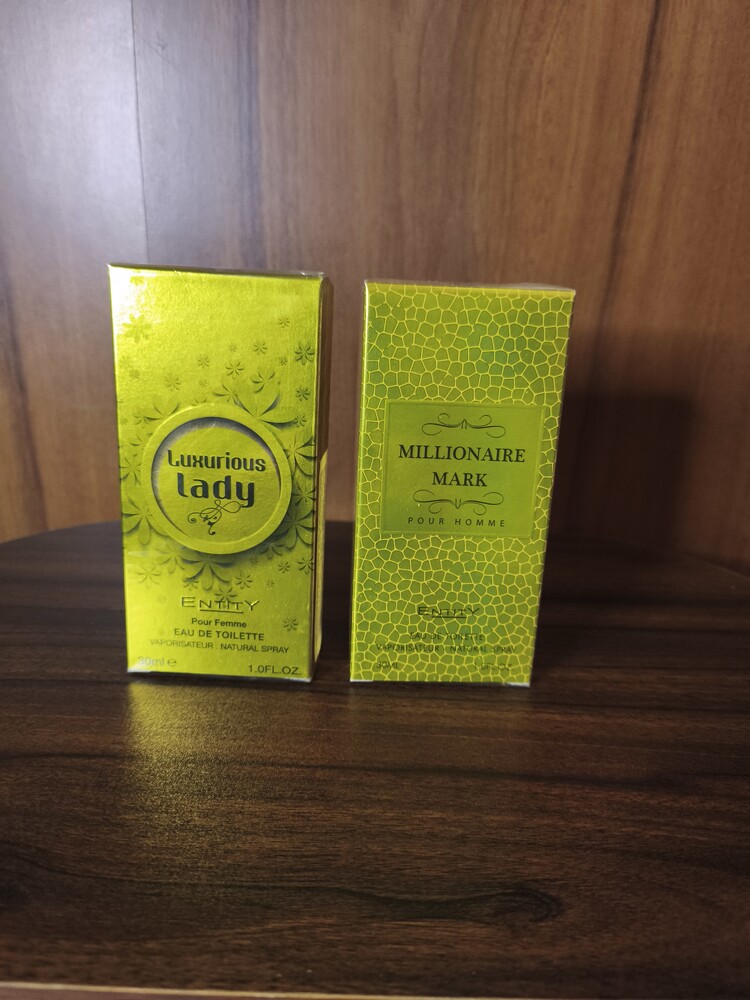 Luxurious
lady
ENTITY
Pour Femme
EAU DE TOILETTE
VAPORISATEUR . NATURAL SPRAY
30ml e
1.0FL.OZ.
MILLIONAIRE
MARK
POUR HOMME
ENTITY
EAU DE TOILETTE
VAPORISATEUR . NATURAL SPRAY
30ML